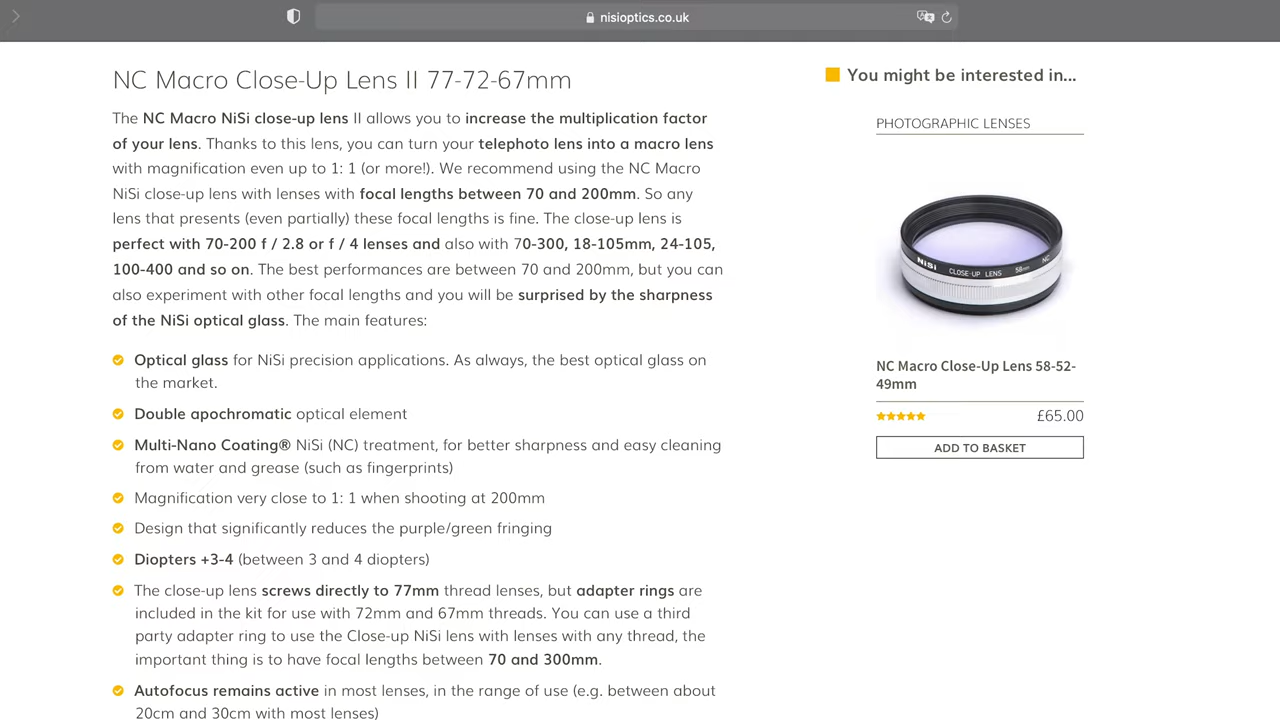 nisioptics.co.uk
NC Macro Close-Up Lens II 77-72-67mm
The NC Macro NiSi close-up lens II allows you to increase the multiplication factor
of your lens. Thanks to this lens, you can turn your telephoto lens into a macro lens
with magnification even up to 1: 1 (or more!). We recommend using the NC Macro
NiSi close-up lens with lenses with focal lengths between 70 and 200mm. So any
lens that presents (even partially) these focal lengths is fine. The close-up lens is
perfect with 70-200 f / 2.8 or f / 4 lenses and also with 70-300, 18-105mm, 24-105,
100-400 and so on. The best performances are between 70 and 200mm, but you can
also experiment with other focal lengths and you will be surprised by the sharpness
of the NiSi optical glass. The main features:
Optical glass for NiSi precision applications. As always, the best optical glass on
the market.
Double apochromatic optical element
Multi-Nano Coating® NiSi (NC) treatment, for better sharpness and easy cleaning
from water and grease (such as fingerprints)
Magnification very close to 1: 1 when shooting at 200mm
Design that significantly reduces the purple/green fringing
Diopters +3-4 (between 3 and 4 diopters)
The close-up lens screws directly to 77mm thread lenses, but adapter rings are
included in the kit for use with 72mm and 67mm threads. You can use a third
party adapter ring to use the Close-up NiSi lens with lenses with any thread, the
important thing is to have focal lengths between 70 and 300mm.
Autofocus remains active in most lenses, in the range of use (e.g. between about
20cm and 30cm with most lenses)
You might be interested in...
PHOTOGRAPHIC LENSES
NiSi CLOSE-UP LENS 58mm NC
NC Macro Close-Up Lens 58-52-
49mm
£65.00
ADD TO BASKET